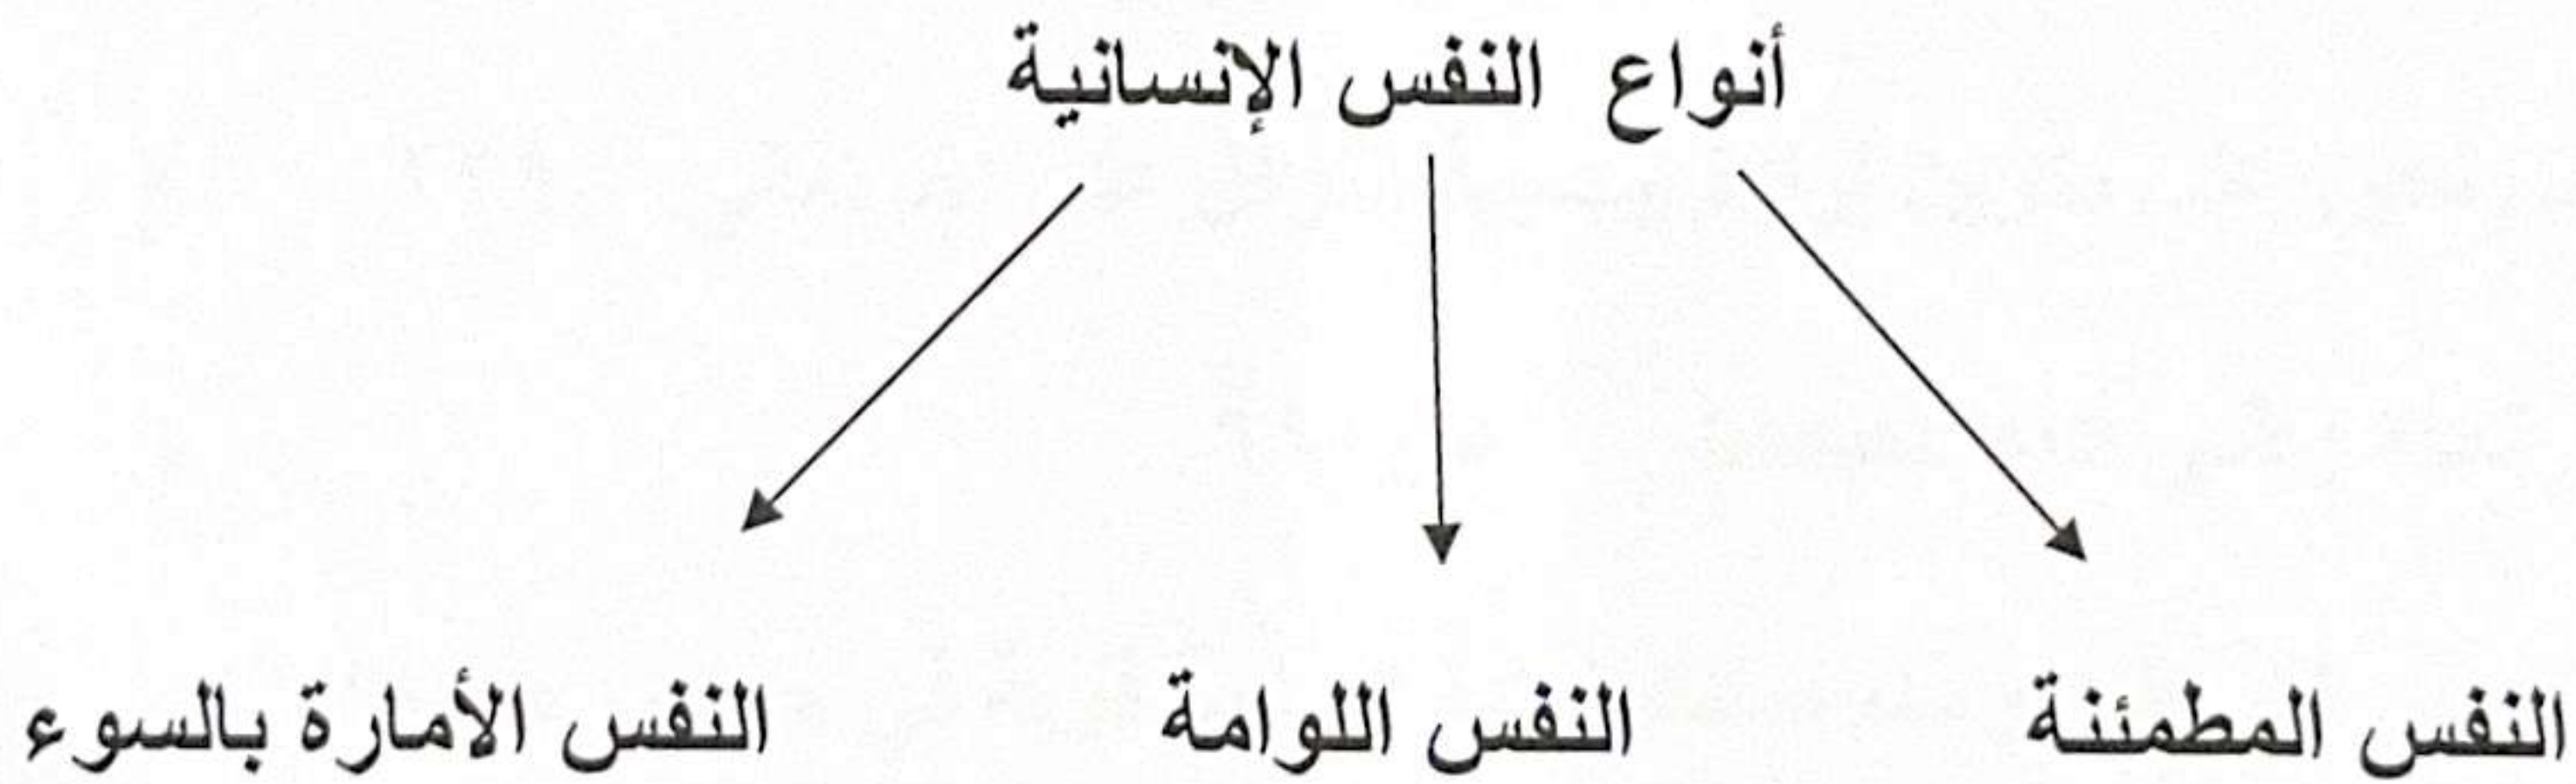 أنواع النفس الإنسانية
النفس المطمئنة
النفس اللوامة
النفس الأمارة بالسوء